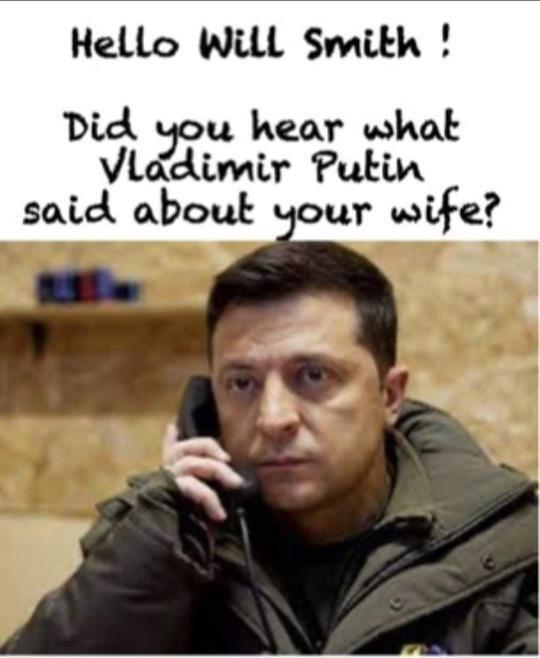 Hello Will Smith !
Did you hear what
Vladimir Putin
said about your wife?